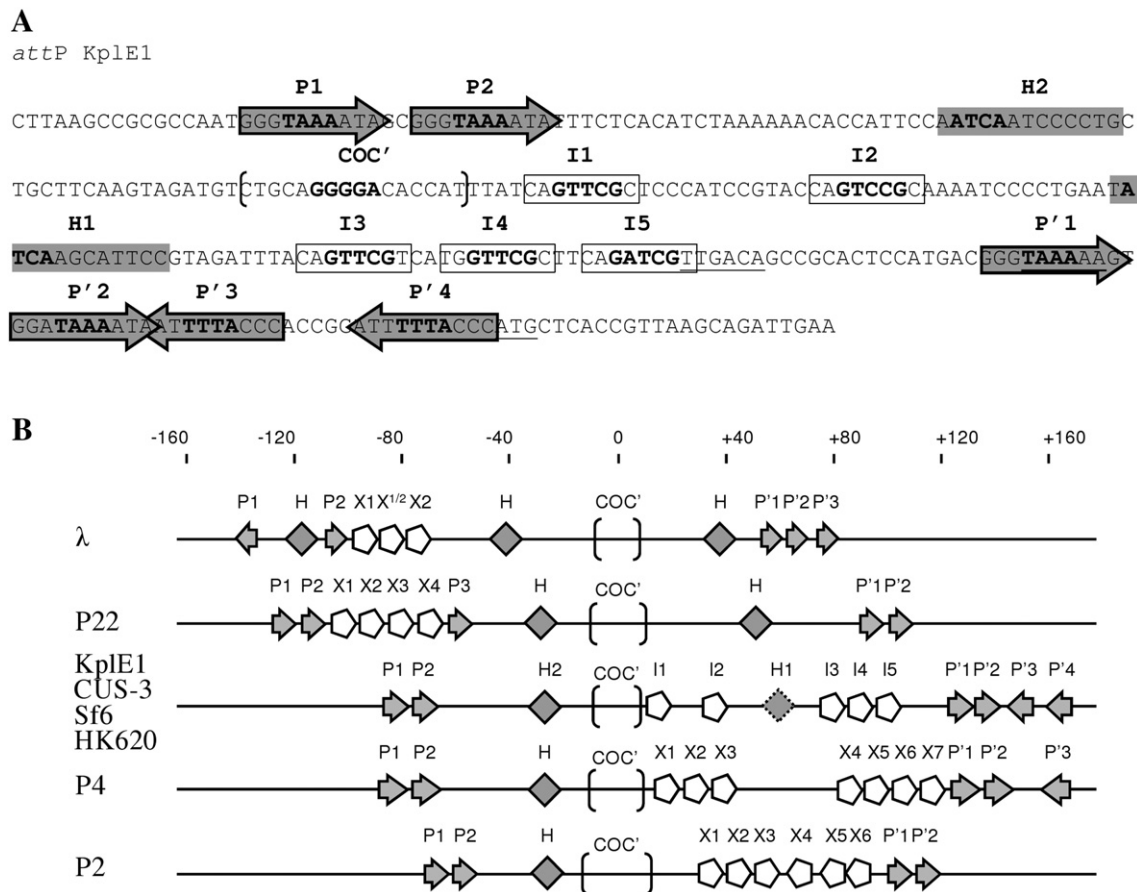 A
attP KplE1
P1 P2 H2
CTTAAGCCGCGCCAATGGGTAAAATAGCGGGTAAAATATTTCTCACATCTAAAAAACACCATTCCAATCAATCCCCTGC
COC' I1 I2
TGCTTCAAGTAGATGTCTGCAGGGGACACCATTTATCAGTTCGCTCCCATCCGTACCAGTCCGCAAAATCCCCTGAATA
H1 I3 I4 I5 P'1
TCAAGCATTCCGTAGATTTACAGTTCGTCATGGTTCGCTTCAGATCGTTGACAGCCGCACTCCATGACGGGTAAAAAGT
P'2 P'3 P'4
GGATAAAATAATTTTTACCCACCGCATTTTTTACCCATGCTCACCGTTAAGCAGATTGAA
B
-160 -120 -80 -40 0 +40 +80 +120 +160
P1 H P2 X1 X1/2 X2 H COC' H P'1 P'2 P'3
λ
P1 P2 X1 X2 X3 X4 P3 H COC' H P'1 P'2
P22
KplE1
P1 P2 H2 COC' I1 I2 H1 I3 I4 I5 P'1 P'2 P'3 P'4
CUS-3
Sf6
HK620
P1 P2 H COC' X1 X2 X3 X4 X5 X6 X7 P'1 P'2 P'3
P4
P1 P2 H COC' X1 X2 X3 X4 X5 X6 P'1 P'2
P2